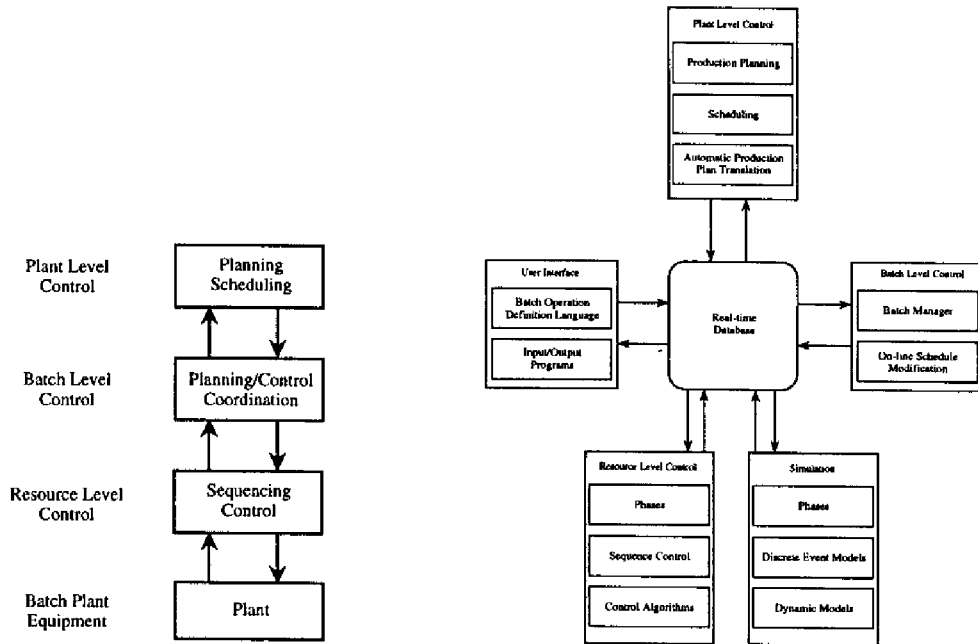 Plant Level
Control
Planning
Scheduling
Batch Level
Control
Planning/Control
Coordination
Resource Level
Control
Sequencing
Control
Batch Plant
Equipment
Plant
Plant Level Control
Production Planning
Scheduling
Automatic Production
Plan Translation
User Interface
Batch Operation
Definition Language
Input/Output
Programs
Real-time
Database
Batch Level Control
Batch Manager
On-line Schedule
Modification
Resource Level Control
Phases
Sequence Control
Control Algorithms
Simulation
Phases
Discrete Event Models
Dynamic Models